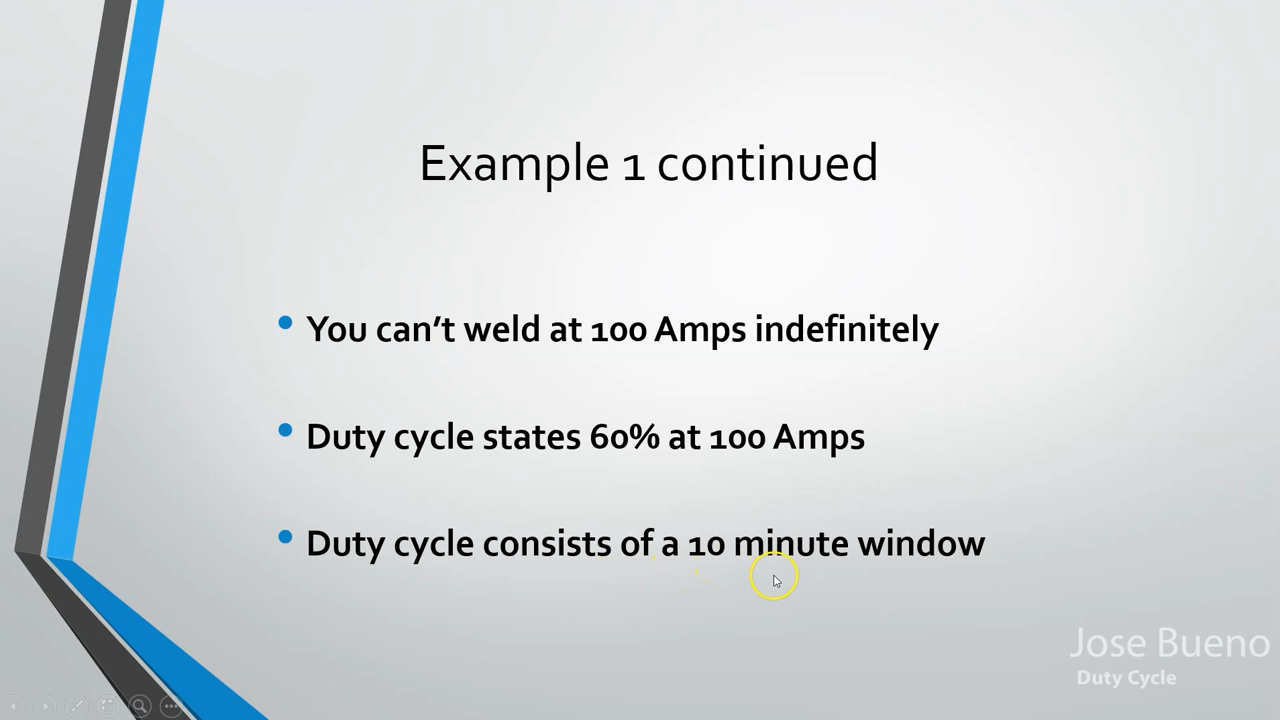 Example 1 continued
• You can’t weld at 100 Amps indefinitely
• Duty cycle states 60% at 100 Amps
• Duty cycle consists of a 10 minute window
Jose Bueno
Duty Cycle